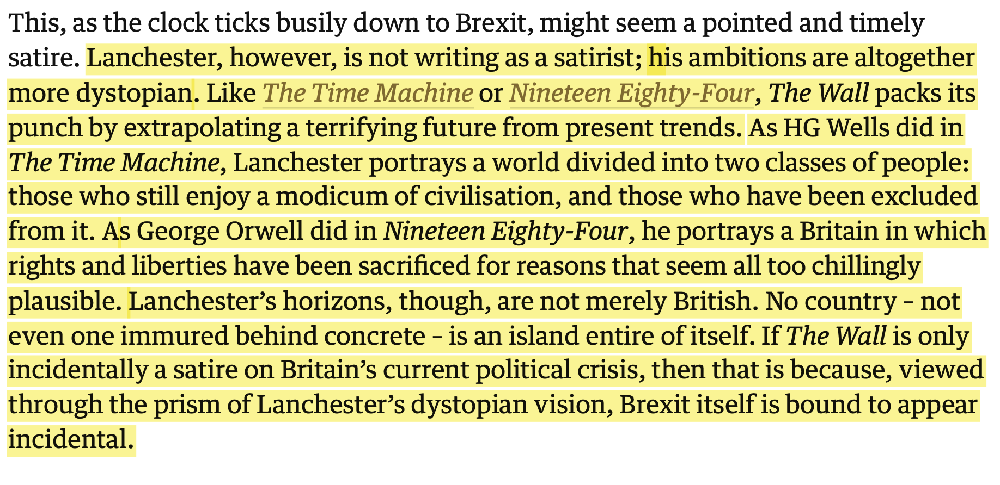 This, as the clock ticks busily down to Brexit, might seem a pointed and timely
satire. Lanchester, however, is not writing as a satirist; his ambitions are altogether
more dystopian. Like The Time Machine or Nineteen Eighty-Four, The Wall packs its
punch by extrapolating a terrifying future from present trends. As HG Wells did in
The Time Machine, Lanchester portrays a world divided into two classes of people:
those who still enjoy a modicum of civilisation, and those who have been excluded
from it. As George Orwell did in Nineteen Eighty-Four, he portrays a Britain in which
rights and liberties have been sacrificed for reasons that seem all too chillingly
plausible. Lanchester’s horizons, though, are not merely British. No country – not
even one immured behind concrete – is an island entire of itself. If The Wall is only
incidentally a satire on Britain’s current political crisis, then that is because, viewed
through the prism of Lanchester’s dystopian vision, Brexit itself is bound to appear
incidental.